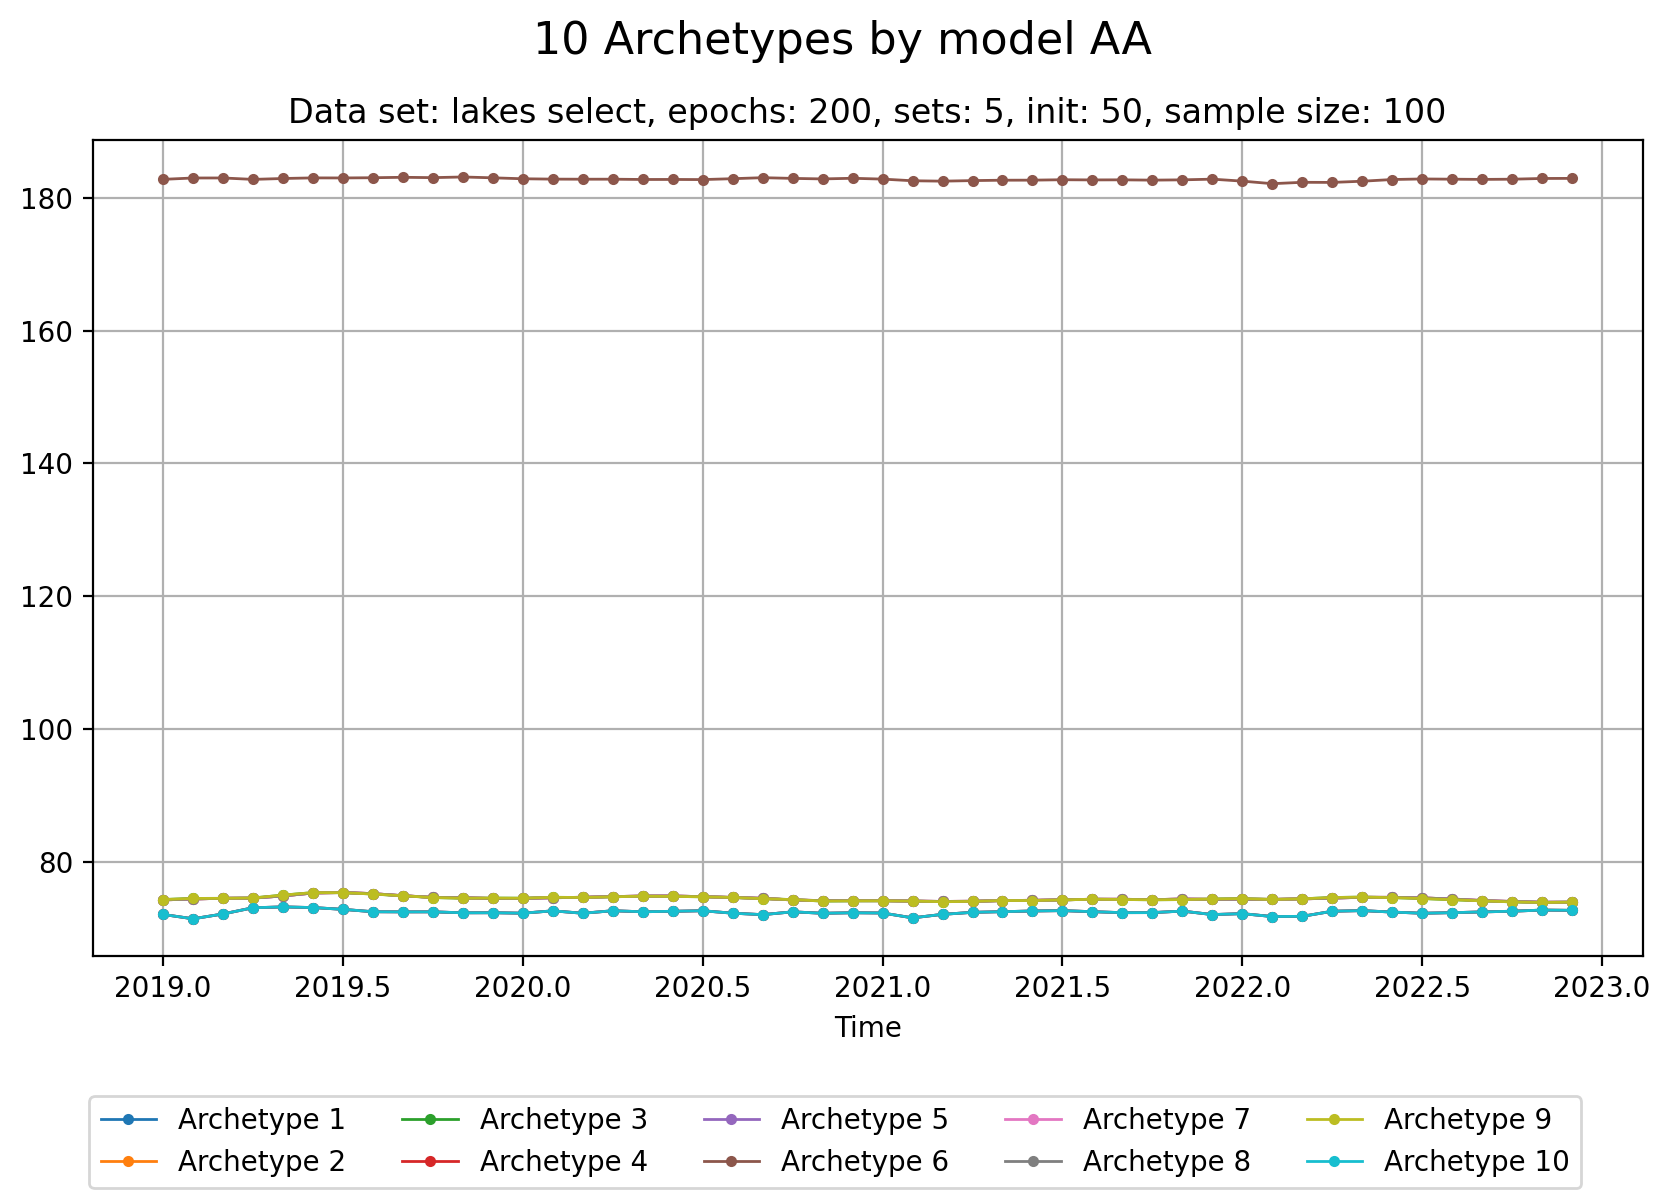 10 Archetypes by model AA
Data set: lakes select, epochs: 200, sets: 5, init: 50, sample size: 100
180
160
140
120
100
80
2019.0 2019.5 2020.0 2020.5 2021.0 2021.5 2022.0 2022.5 2023.0
Time
Archetype 1 Archetype 3 Archetype 5 Archetype 7 Archetype 9
Archetype 2 Archetype 4 Archetype 6 Archetype 8 Archetype 10